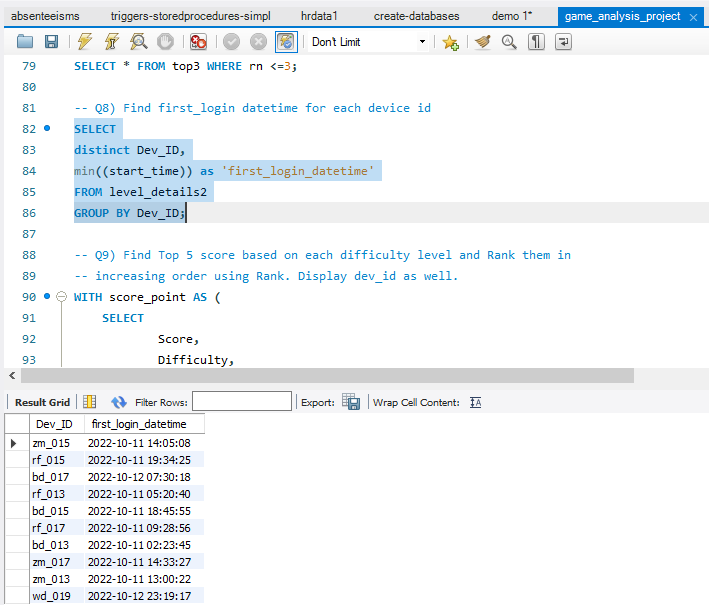 absenteeisms triggers-storedprocedures-simpl hrdata1 create-databases demo 1* game_analysis_project
Don't Limit
79 SELECT * FROM top3 WHERE rn <=3;
80
81 -- Q8) Find first_login datetime for each device id
82 SELECT
83 distinct Dev_ID,
84 min((start_time)) as 'first_login_datetime'
85 FROM level_details2
86 GROUP BY Dev_ID;
87
88 -- Q9) Find Top 5 score based on each difficulty level and Rank them in
89 -- increasing order using Rank. Display dev_id as well.
90 WITH score_point AS (
91 SELECT
92 Score,
93 Difficulty,
Result Grid Filter Rows: Export: Wrap Cell Content:
Dev_ID first_login_datetime
zm_015 2022-10-11 14:05:08
rf_015 2022-10-11 19:34:25
bd_017 2022-10-12 07:30:18
rf_013 2022-10-11 05:20:40
bd_015 2022-10-11 18:45:55
rf_017 2022-10-11 09:28:56
bd_013 2022-10-11 02:23:45
zm_017 2022-10-11 14:33:27
zm_013 2022-10-11 13:00:22
wd_019 2022-10-12 23:19:17